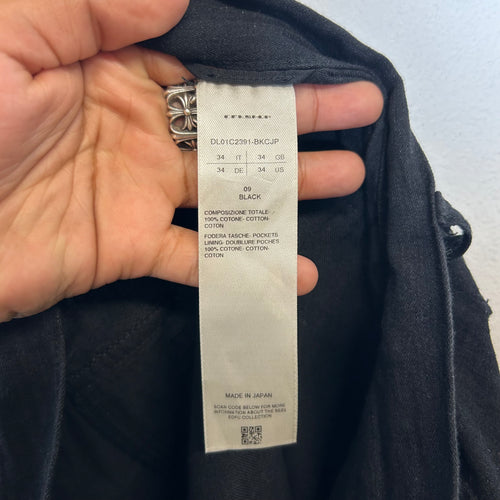 DL01C2391-BKCJP
34 IT 34 GB
34 DE 34 US
09
BLACK
COMPOSIZIONE TOTALE-
100% COTONE- COTTON-
COTON
FODERA TASCHE- POCKETS
LINING- DOUBLURE POCHES
100% COTONE- COTTON-
COTON
MADE IN JAPAN
SCAN CODE BELOW FOR MORE
INFORMATION ABOUT THE
COLLECTION